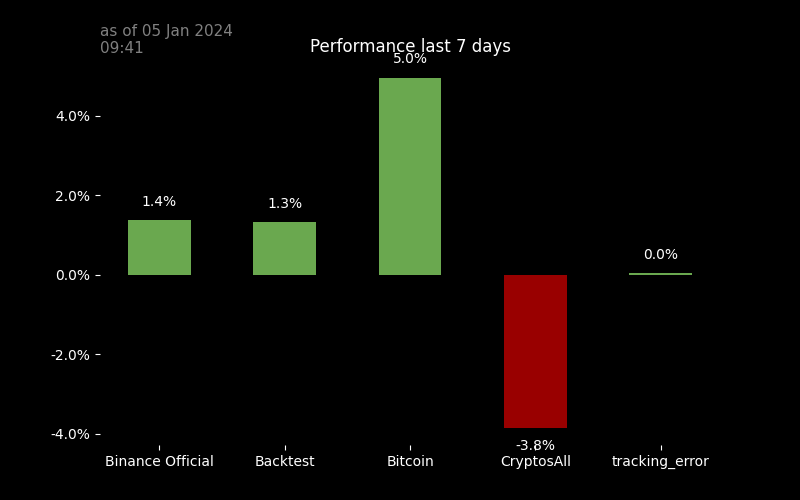 as of 05 Jan 2024
09:41
Performance last 7 days
5.0%
4.0%
1.4%
1.3%
2.0%
0.0%
0.0%
-2.0%
-4.0%
-3.8%
Binance Official
Backtest
Bitcoin
CryptosAll
tracking_error